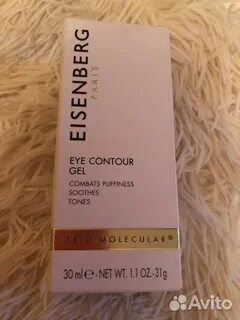 EISENBERG
PARIS
EYE CONTOUR
GEL
COMBATS PUFFINESS
SOOTHES
TONES
TRIO MOLECULAR®
30 ml ℮ - NET WT. 1.1 OZ. - 31g
Avito